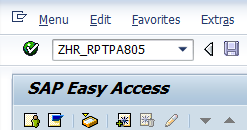 Menu Edit Favorites Extras
ZHR_RPTPA805
SAP Easy Access